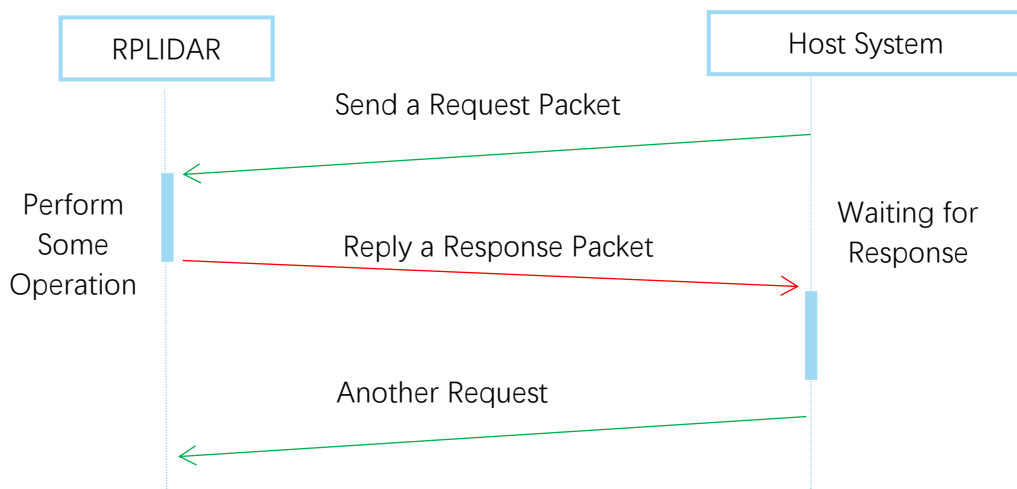 RPLIDAR
Host System
Send a Request Packet
Perform
Some
Operation
Waiting for
Response
Reply a Response Packet
Another Request